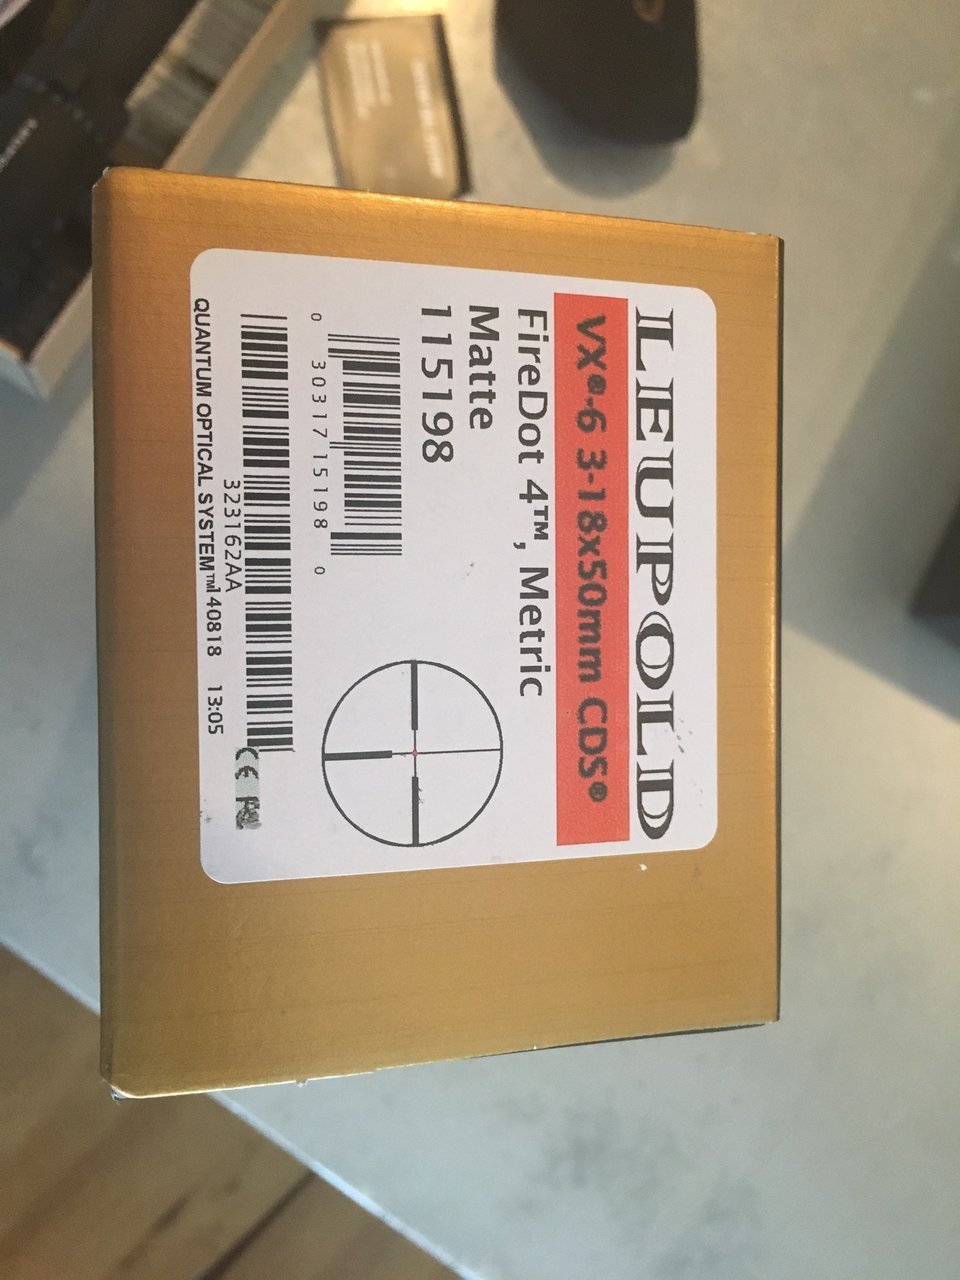 LEUPOLD
VX®-6 3-18x50mm CDS®
FireDot 4™, Metric
Matte
115198
0 30317 15198 0
323162AA
QUANTUM OPTICAL SYSTEM™ 140818 13:05
CE